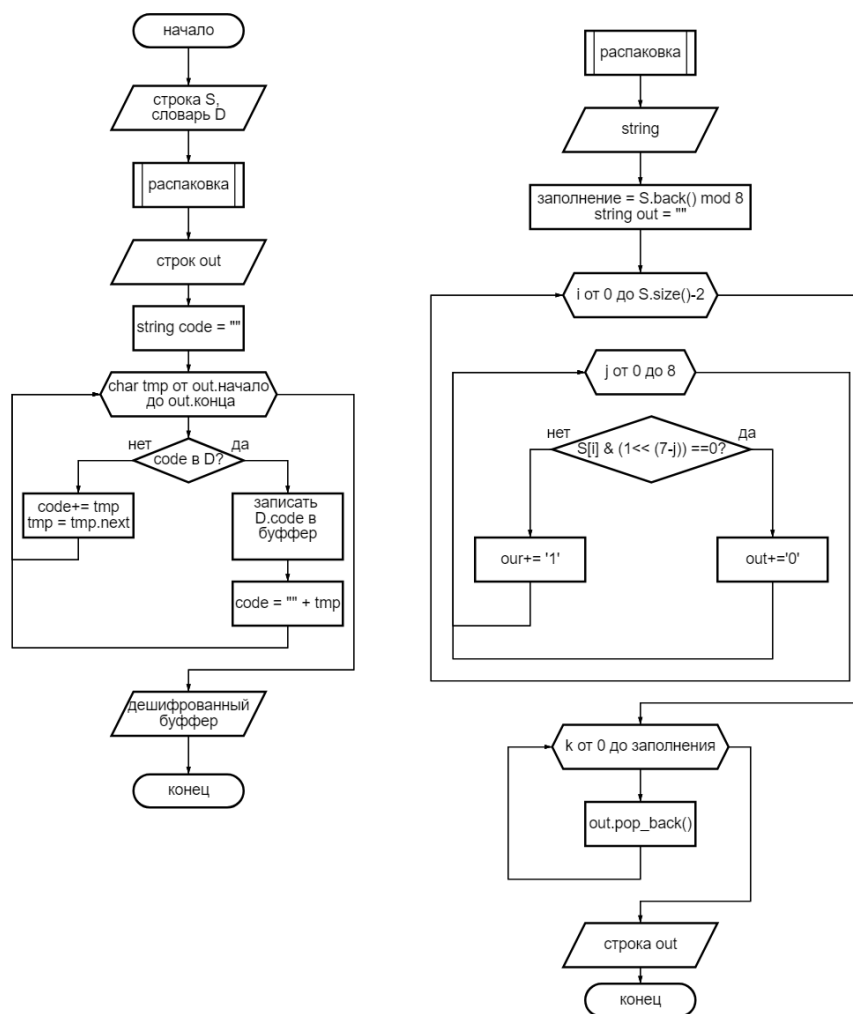 начало
строка S,
словарь D
распаковка
строк out
string code = ""
char tmp от out.начало
до out.конца
нет
да
code в D?
code+= tmp
tmp = tmp.next
записать
D.code в
буффер
code = "" + tmp
дешифрованный
буффер
конец
распаковка
string
заполнение = S.back() mod 8
string out = ""
i от 0 до S.size()-2
j от 0 до 8
нет
да
S[i] & (1<< (7-j)) ==0?
our+= '1'
out+='0'
k от 0 до заполнения
out.pop_back()
строка out
конец